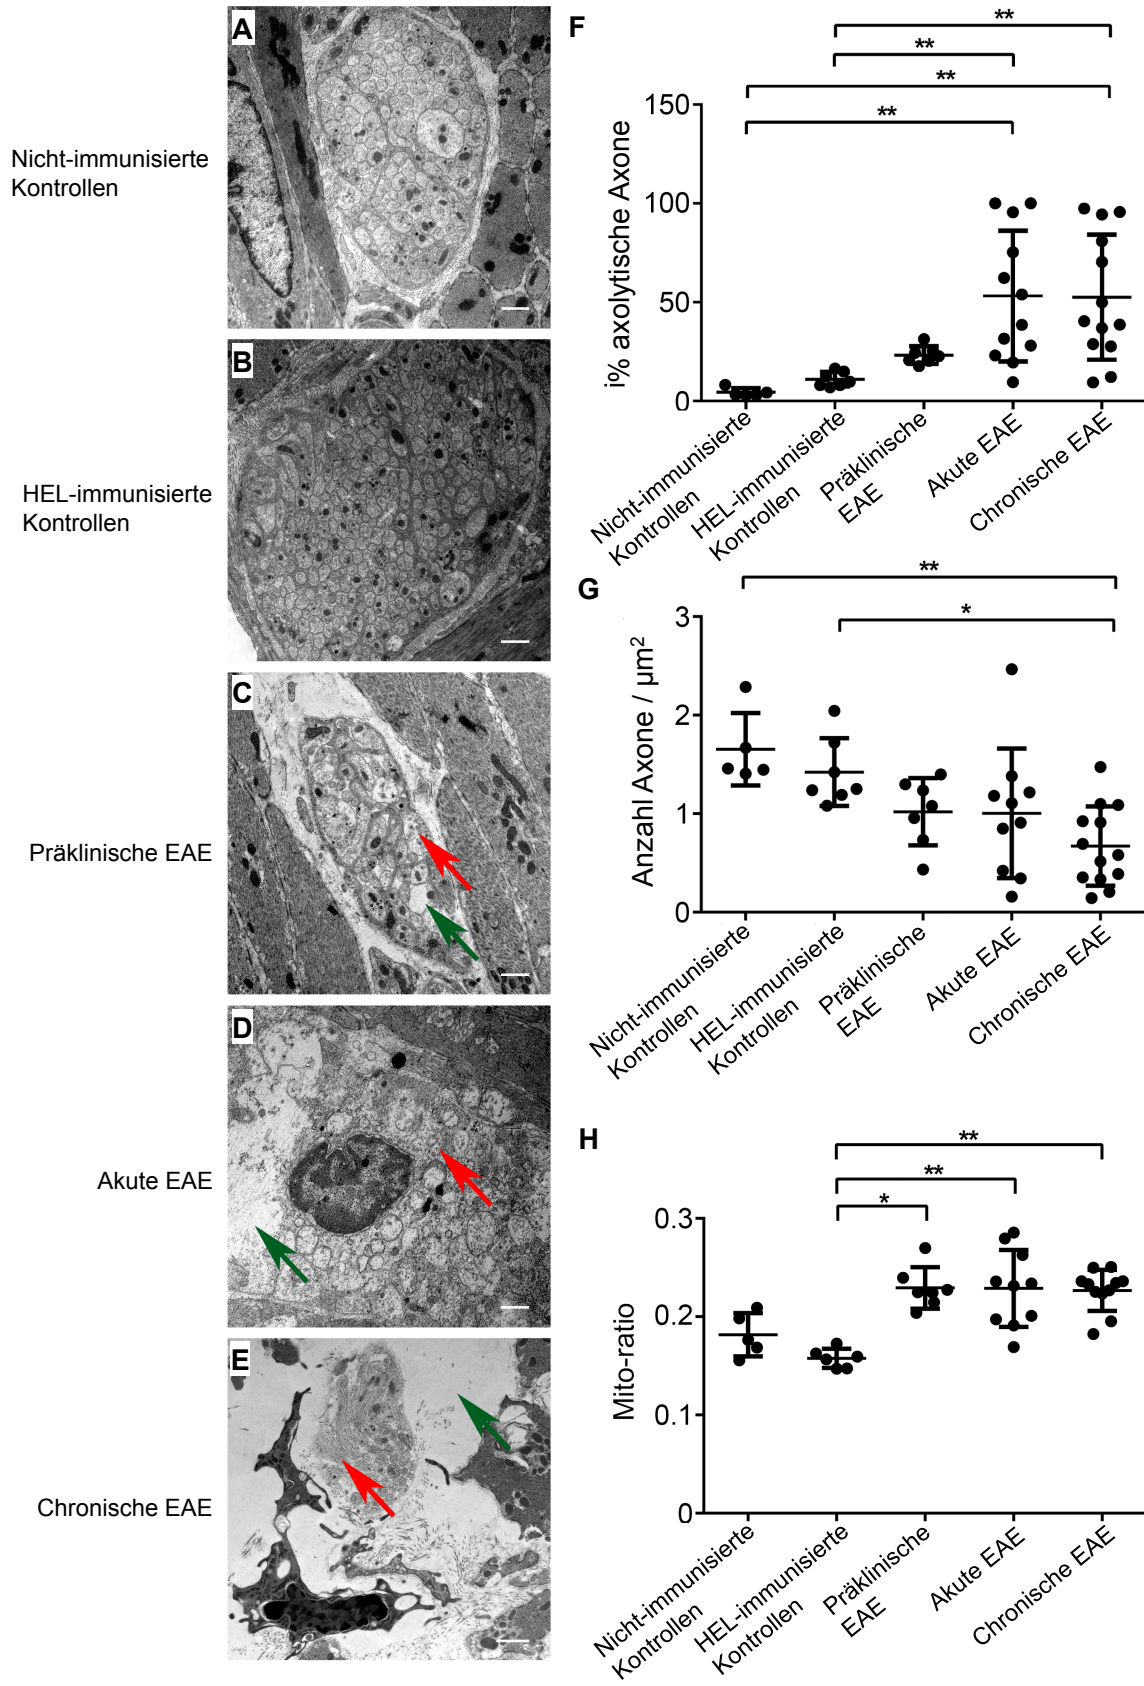 A
Nicht-immunisierte
Kontrollen
B
HEL-immunisierte
Kontrollen
C
Präklinische EAE
D
Akute EAE
E
Chronische EAE
F
**
**
**
**
i% axolytische Axone
150
100
50
0
Nicht-immunisierte
Kontrollen
HEL-immunisierte
Kontrollen
Präklinische
EAE
Akute EAE
Chronische EAE
G
**
*
Anzahl Axone / µm²
3
2
1
0
Nicht-immunisierte
Kontrollen
HEL-immunisierte
Kontrollen
Präklinische
EAE
Akute EAE
Chronische EAE
H
**
**
*
Mito-ratio
0.3
0.2
0.1
0
Nicht-immunisierte
Kontrollen
HEL-immunisierte
Kontrollen
Präklinische
EAE
Akute EAE
Chronische EAE